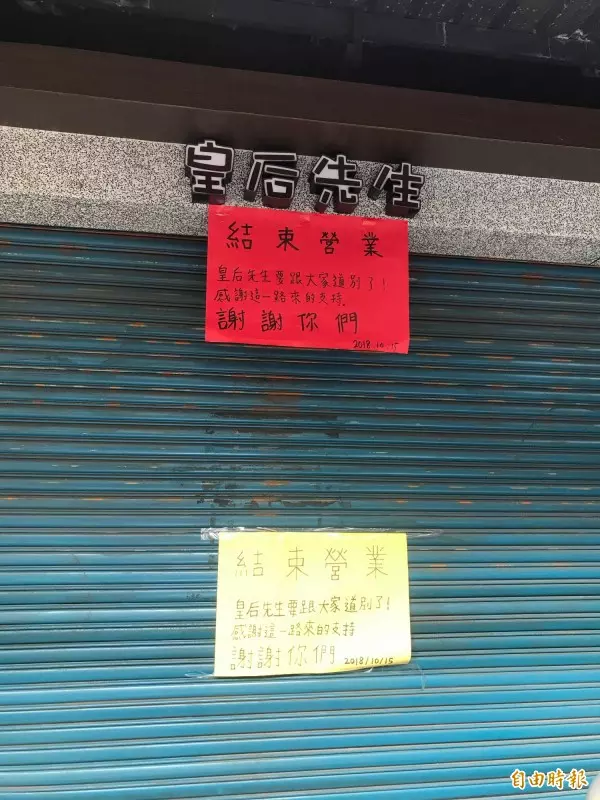 皇后先生
結束營業
皇后先生要跟大家道別了!
感謝這一路來的支持.
謝謝你們
2018.10.15
結束營業
皇后先生要跟大家道別了!
感謝這一路來的支持
謝謝你們 2018/10/15
自由時報